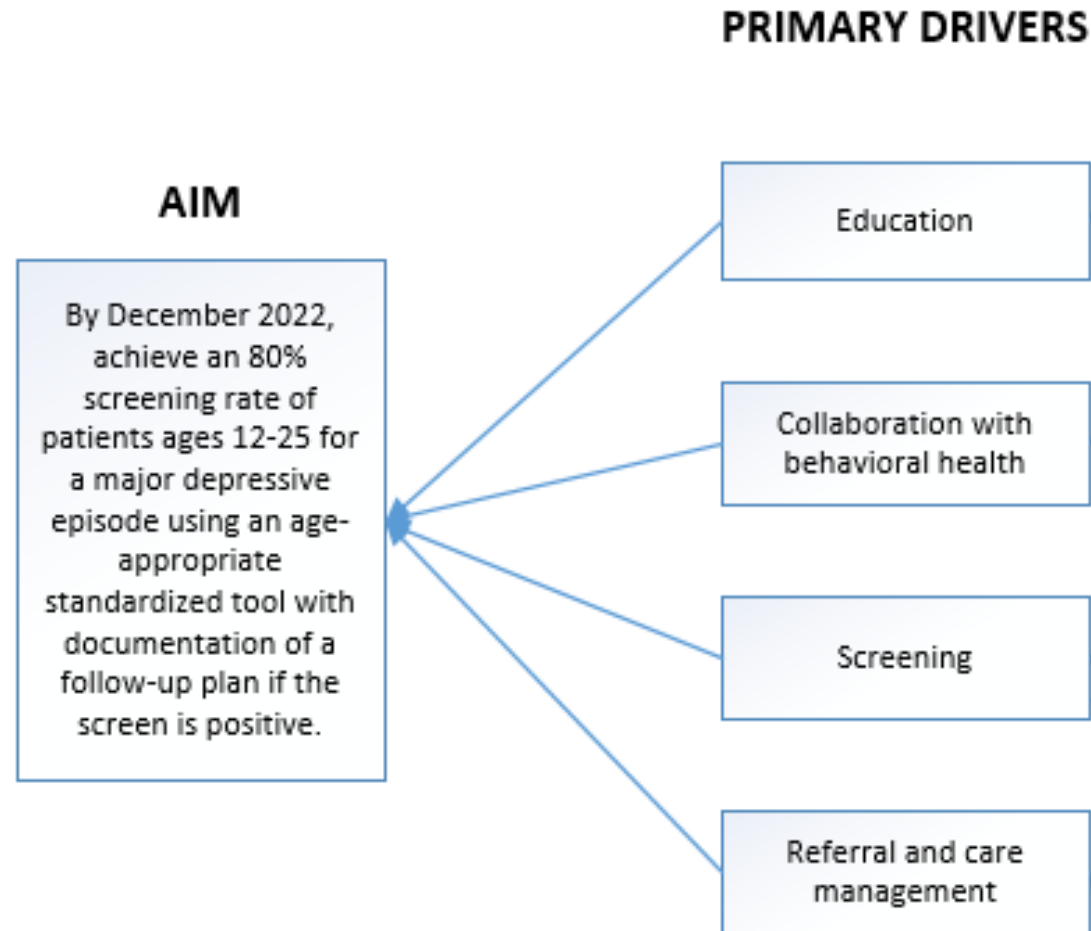 PRIMARY DRIVERS
AIM
By December 2022,
achieve an 80%
screening rate of
patients ages 12-25 for
a major depressive
episode using an age-
appropriate
standardized tool with
documentation of a
follow-up plan if the
screen is positive.
Education
Collaboration with
behavioral health
Screening
Referral and care
management